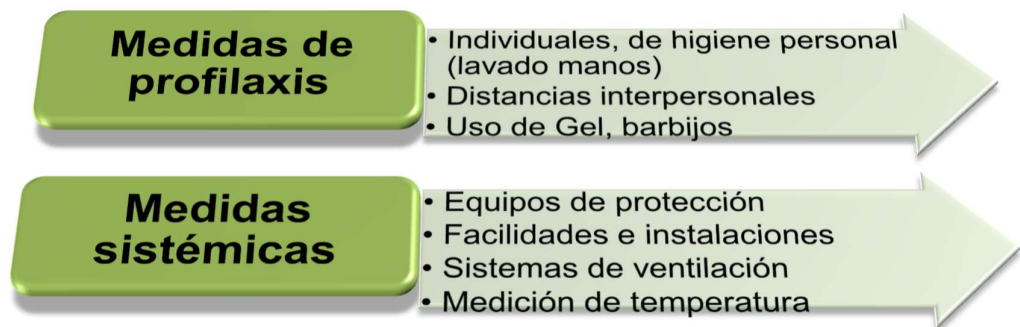 Medidas de
profilaxis
• Individuales, de higiene personal
(lavado manos)
• Distancias interpersonales
• Uso de Gel, barbijos
Medidas
sistémicas
• Equipos de protección
• Facilidades e instalaciones
• Sistemas de ventilación
• Medición de temperatura